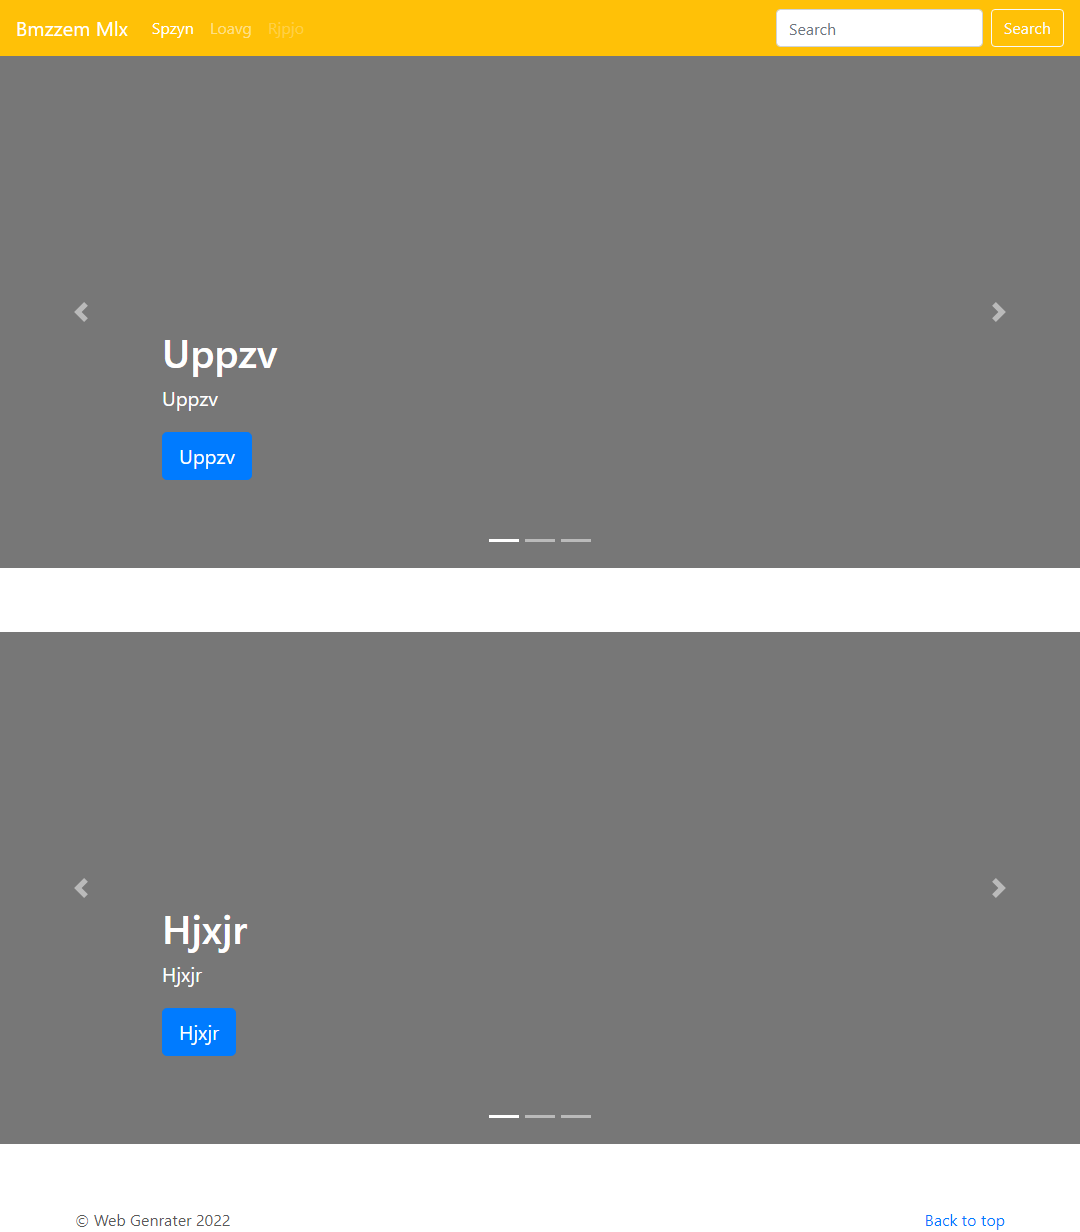 Bmzzem Mlx Spzyn Loavg Rjpjo Search Search
Uppzv
Uppzv
Uppzv
Hjxjr
Hjxjr
Hjxjr
© Web Genrater 2022 Back to top